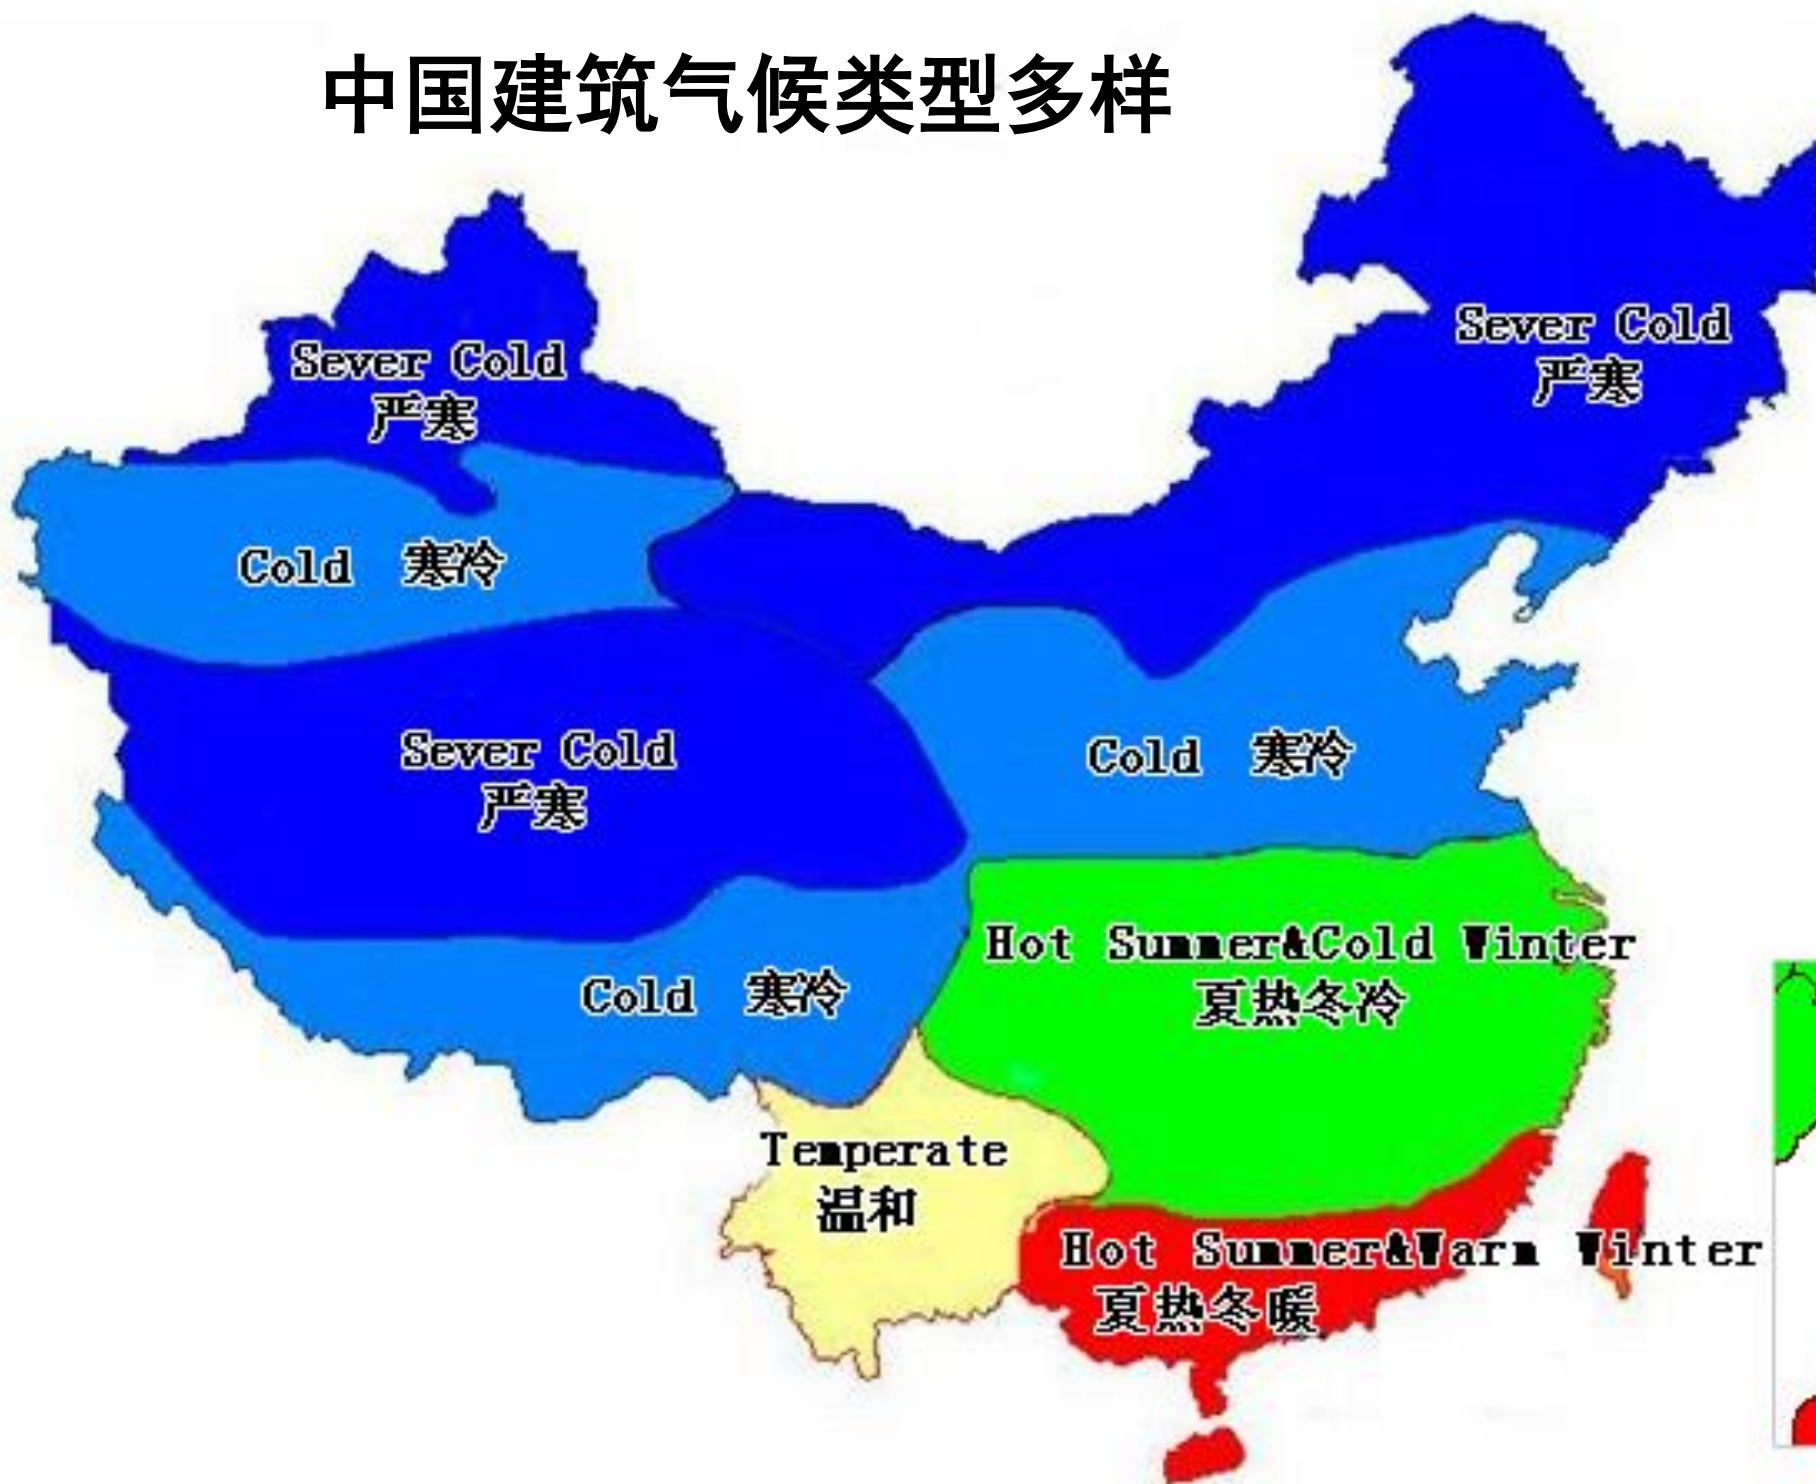 中国建筑气候类型多样
Sever Cold
严寒
Sever Cold
严寒
Cold 寒冷
Sever Cold
严寒
Cold 寒冷
Hot Summer&Cold Winter
夏热冬冷
Cold 寒冷
Temperate
温和
Hot Summer&Warm Winter
夏热冬暖